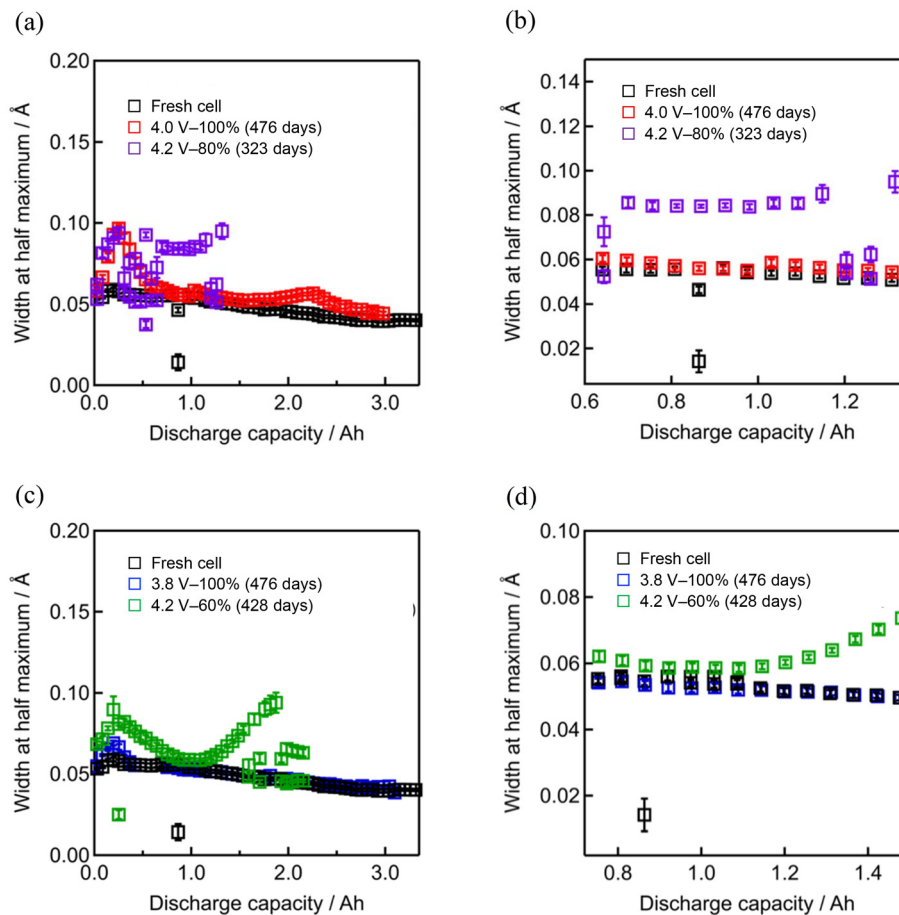 (a)
(b)
Width at half maximum / Å
0.20
0.15
0.10
0.05
0.00
Fresh cell
4.0 V–100% (476 days)
4.2 V–80% (323 days)
0.0
1.0
2.0
3.0
Discharge capacity / Ah
Width at half maximum / Å
0.14
0.12
0.10
0.08
0.06
0.04
0.02
Fresh cell
4.0 V–100% (476 days)
4.2 V–80% (323 days)
0.6
0.8
1.0
1.2
Discharge capacity / Ah
(c)
(d)
Width at half maximum / Å
0.20
0.15
0.10
0.05
0.00
Fresh cell
3.8 V–100% (476 days)
4.2 V–60% (428 days)
)
0.0
1.0
2.0
3.0
Discharge capacity / Ah
Width at half maximum / Å
0.10
0.08
0.06
0.04
0.02
Fresh cell
3.8 V–100% (476 days)
4.2 V–60% (428 days)
0.8
1.0
1.2
1.4
Discharge capacity / Ah